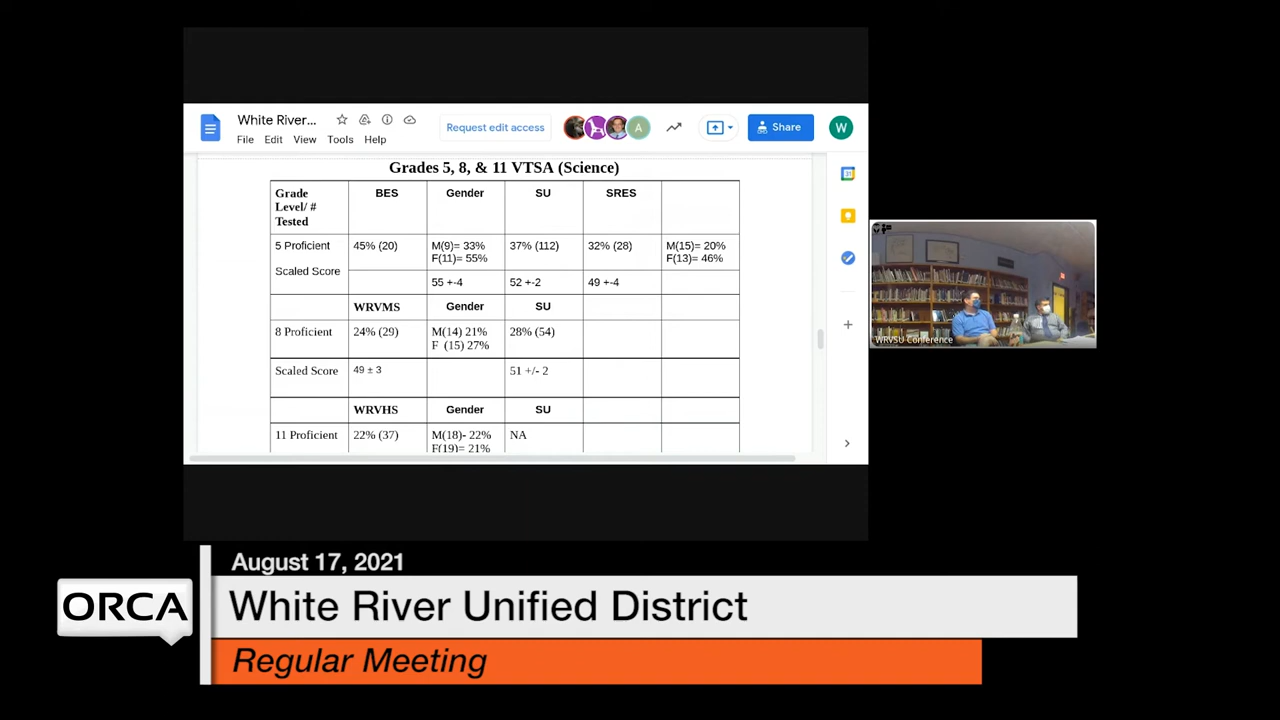 White River...
File Edit View Tools Help
Request edit access
A
Share
W
31
Grades 5, 8, & 11 VTSA (Science)
Grade Level/ # Tested BES Gender SU SRES
5 Proficient 45% (20) M(9)= 33% 37% (112) 32% (28) M(15)= 20%
F(11)= 55% F(13)= 46%
Scaled Score 55 +-4 52 +-2 49 +-4
WRVMS Gender SU
8 Proficient 24% (29) M(14) 21% 28% (54)
F (15) 27%
Scaled Score 49 ± 3 51 +/- 2
WRVHS Gender SU
11 Proficient 22% (37) M(18)- 22% NA
F(19)= 21%
WRVSU Conference
August 17, 2021
ORCA
White River Unified District
Regular Meeting